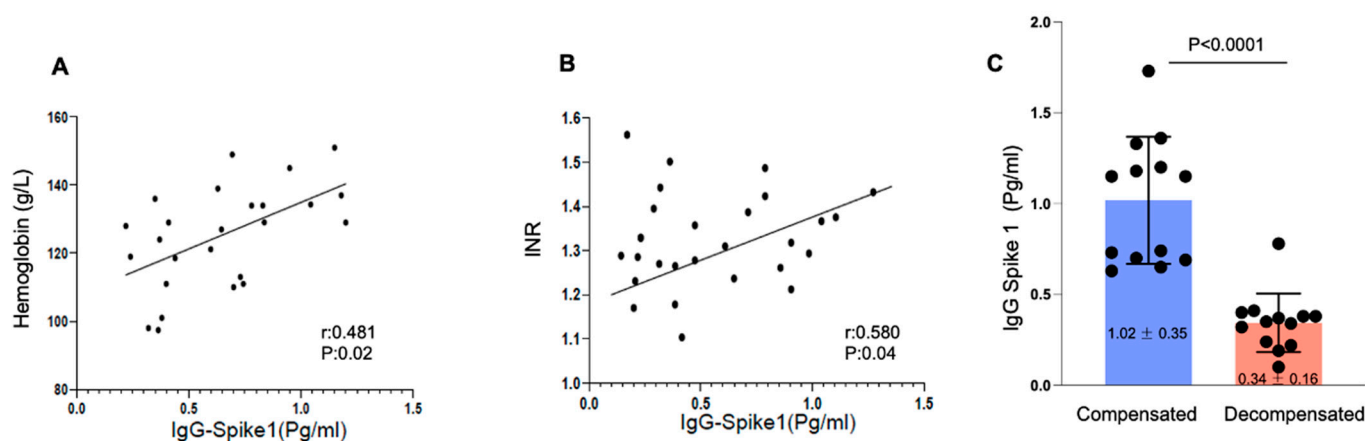 A
Hemoglobin (g/L)
160
140
120
100
80
0.0
0.5
1.0
1.5
IgG-Spike1(Pg/ml)
r:0.481
P:0.02
B
INR
1.6
1.5
1.4
1.3
1.2
1.1
1.0
0.0
0.5
1.0
1.5
IgG-Spike1(Pg/ml)
r:0.580
P:0.04
C
P<0.0001
IgG Spike 1 (Pg/ml)
2.0
1.5
1.0
0.5
0.0
1.02 ± 0.35
0.34 ± 0.16
Compensated
Decompensated